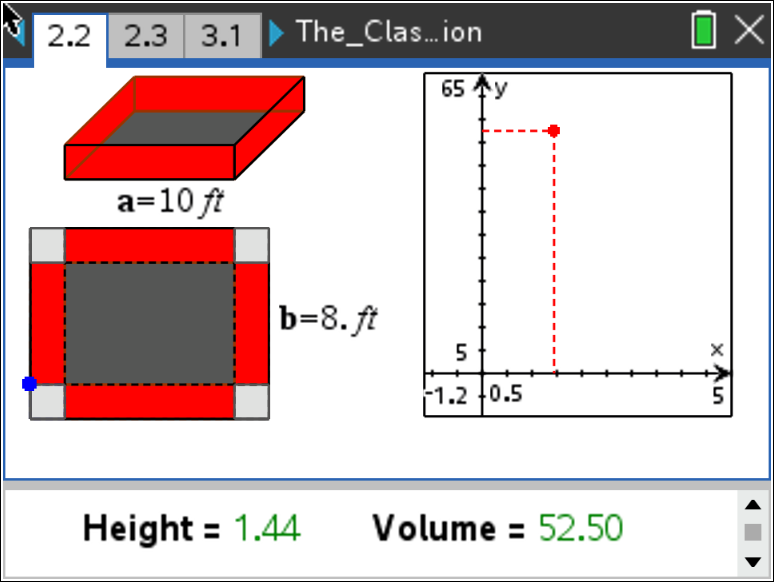 2.2 2.3 3.1 The_Clas…ion
a=10 ft
b=8. ft
65 y
5 x
-1.2 0.5 5
Height = 1.44 Volume = 52.50